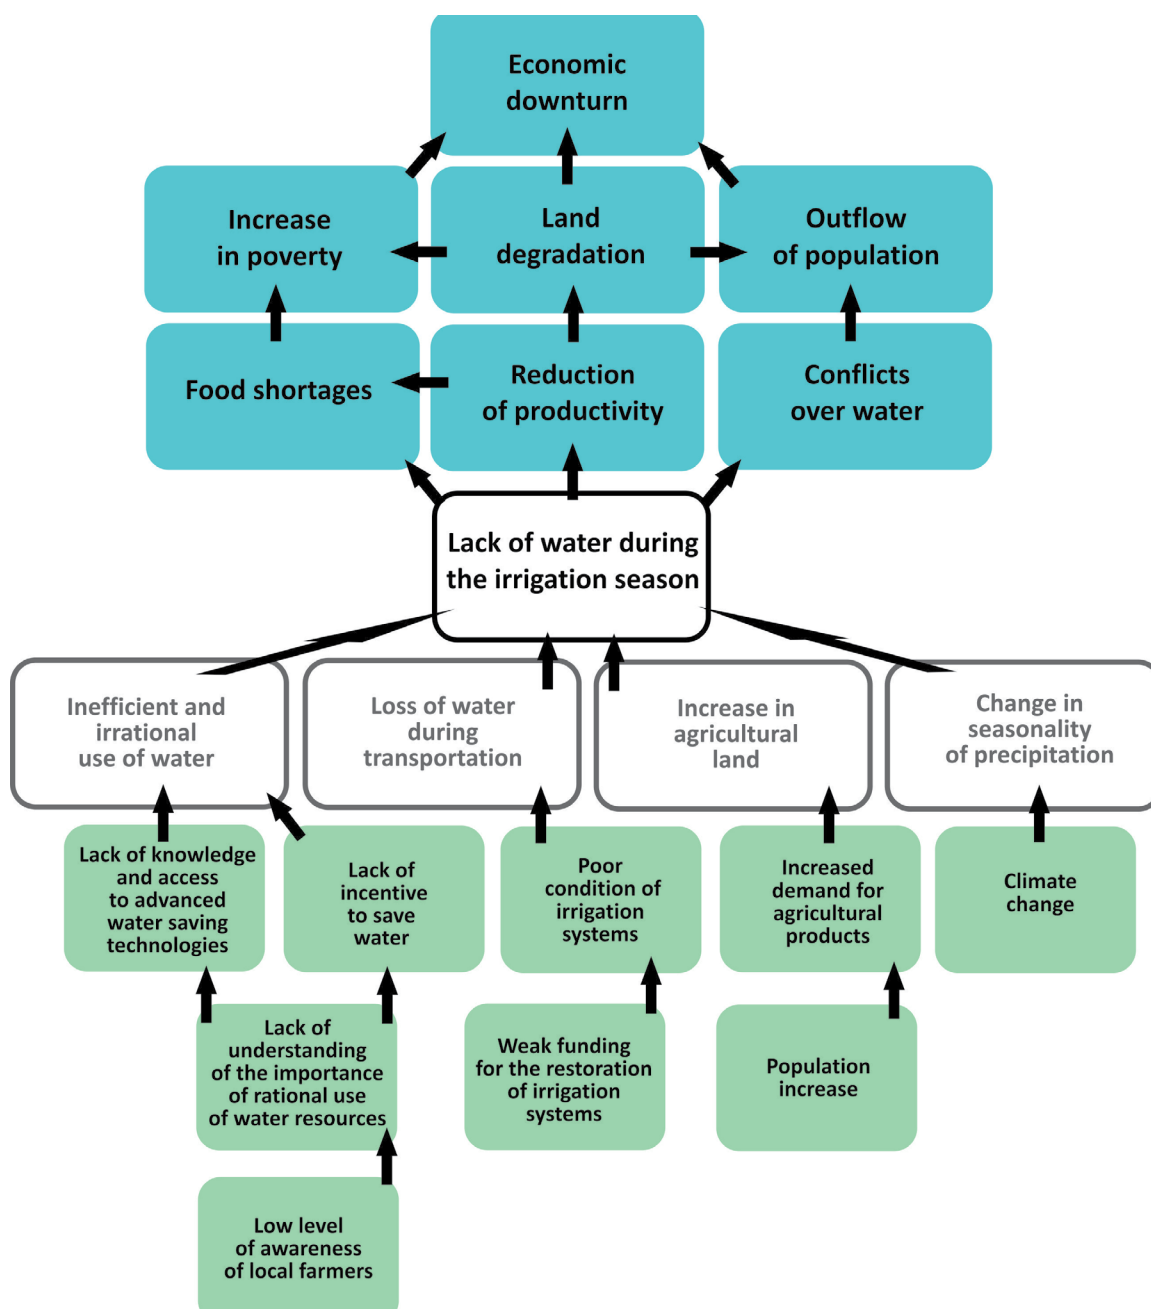 Economic
downturn
Increase
in poverty
Land
degradation
Outflow
of population
Food shortages
Reduction
of productivity
Conflicts
over water
Lack of water during
the irrigation season
Inefficient and
irrational
use of water
Loss of water
during
transportation
Increase in
agricultural
land
Change in
seasonality
of precipitation
Lack of knowledge
and access
to advanced
water saving
technologies
Lack of
incentive
to save
water
Poor
condition of
irrigation
systems
Increased
demand for
agricultural
products
Climate
change
Lack of
understanding
of the importance
of rational use
of water resources
Weak funding
for the restoration
of irrigation
systems
Population
increase
Low level
of awareness
of local farmers